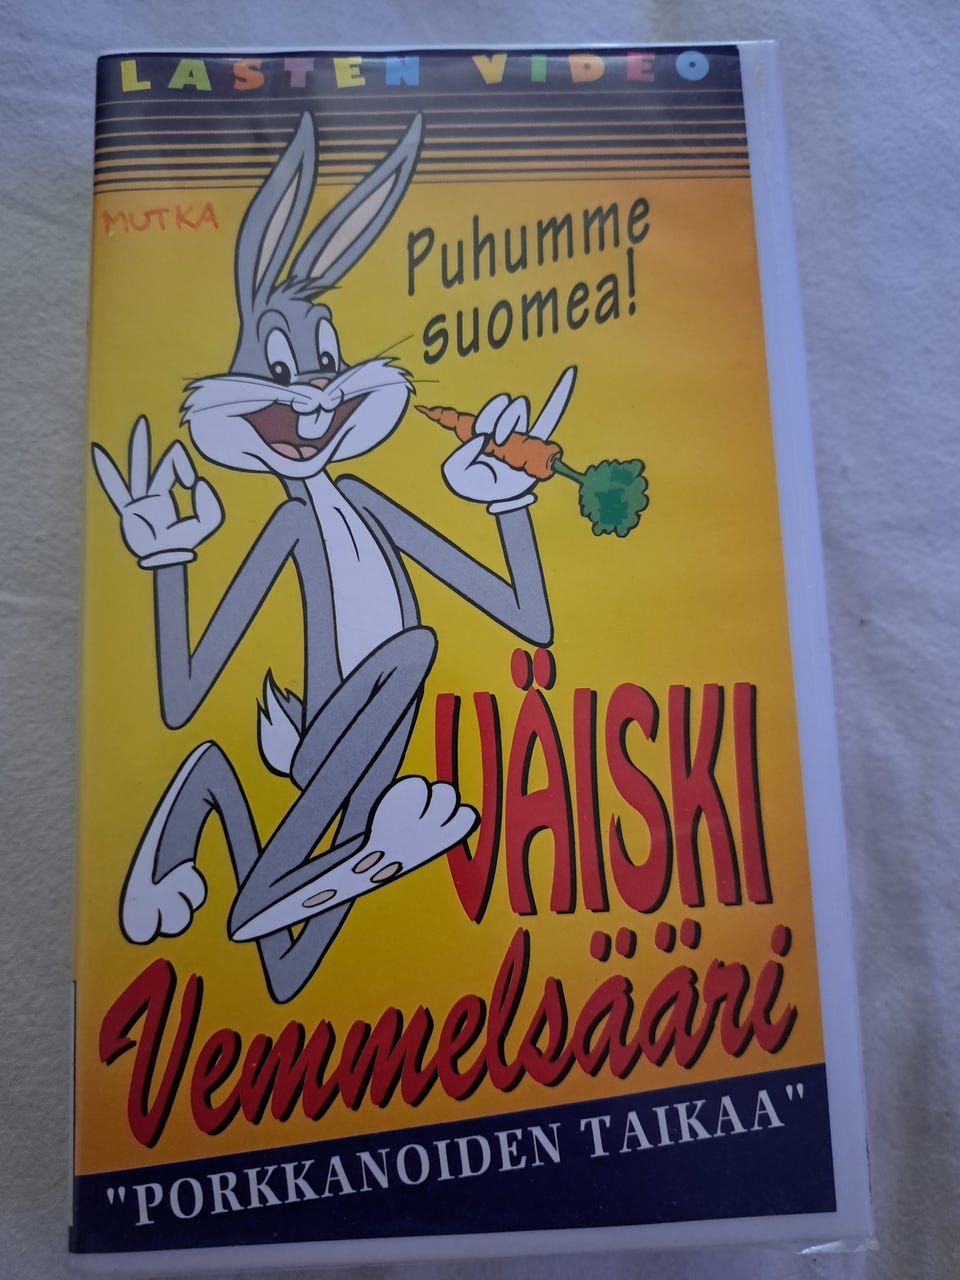 LASTEN VIDEO
MUTKA
Puhumme
suomea!
VÄISKI
Vemmelsääri
"PORKKANOIDEN TAIKAA"